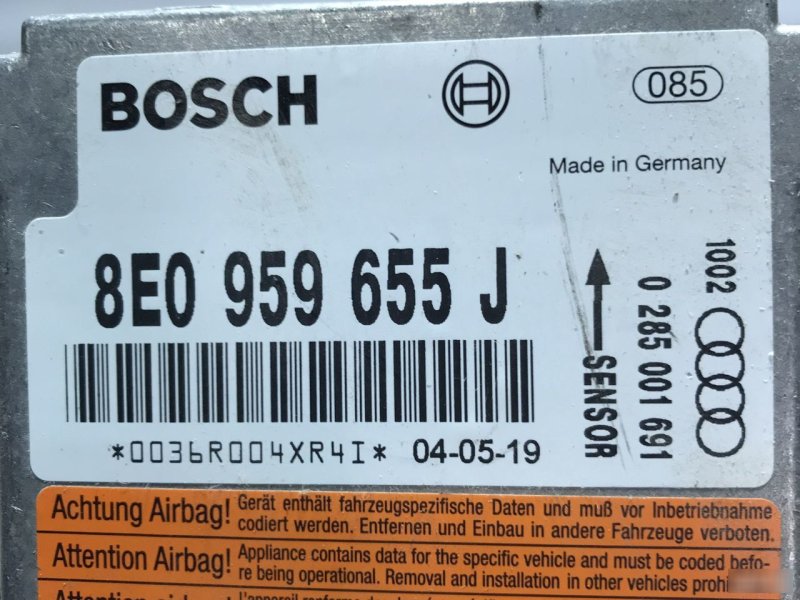 BOSCH
085
Made in Germany
8E0 959 655 J
SENSOR
0 285 001 691
1002
*0036R004XR4I* 04-05-19
Achtung Airbag! Gerät enthält fahrzeugspezifische Daten und muß vor Inbetriebnahme
codiert werden. Entfernen und Einbau in andere Fahrzeuge verboten.
Attention Airbag! Appliance contains data for the specific vehicle and must be coded befo-
re being operational. Removal and installation in other vehicles prohi